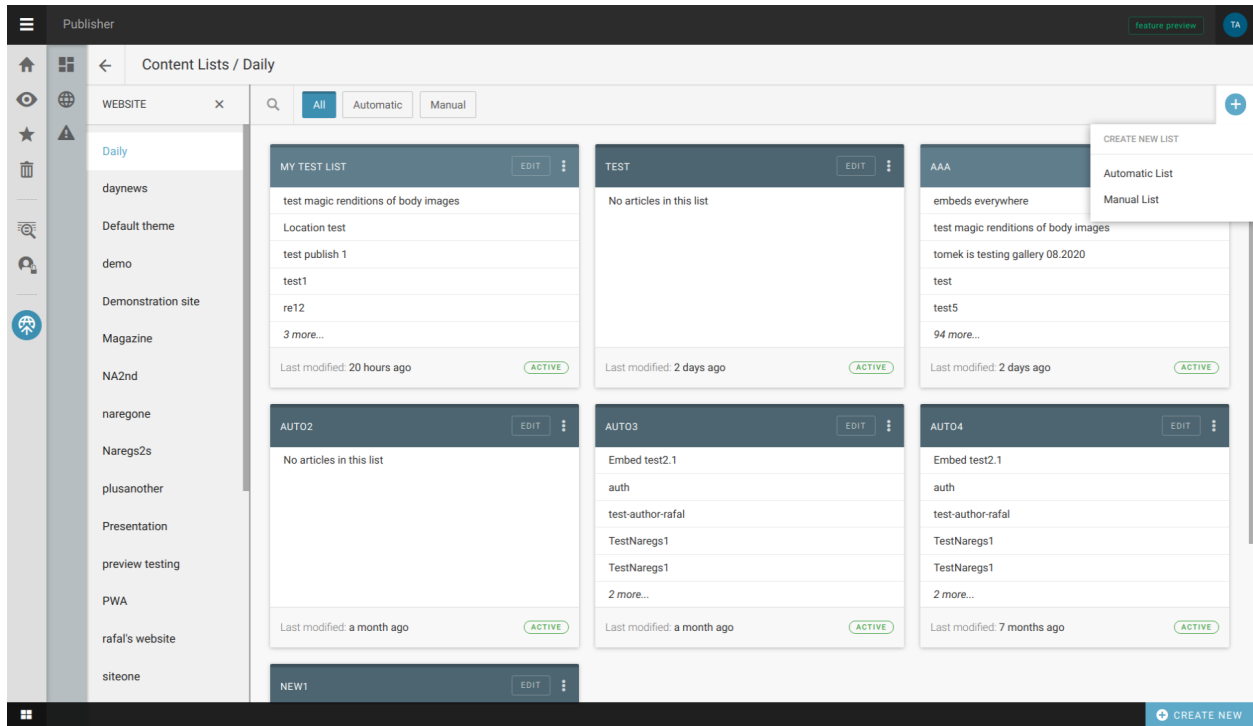 Publisher
feature preview
TA
Content Lists / Daily
WEBSITE
All
Automatic
Manual
CREATE NEW LIST
Automatic List
Manual List
Daily
daynews
Default theme
demo
Demonstration site
Magazine
NA2nd
naregone
Naregs2s
plusanother
Presentation
preview testing
PWA
rafal's website
siteone
MY TEST LIST
EDIT
test magic renditions of body images
Location test
test publish 1
test1
re12
3 more...
Last modified: 20 hours ago
ACTIVE
TEST
EDIT
No articles in this list
Last modified: 2 days ago
ACTIVE
AAA
embeds everywhere
test magic renditions of body images
tomek is testing gallery 08.2020
test
test5
94 more...
Last modified: 2 days ago
ACTIVE
AUTO2
EDIT
No articles in this list
Last modified: a month ago
ACTIVE
AUTO3
EDIT
Embed test2.1
auth
test-author-rafal
TestNaregs1
TestNaregs1
2 more...
Last modified: a month ago
ACTIVE
AUTO4
EDIT
Embed test2.1
auth
test-author-rafal
TestNaregs1
TestNaregs1
2 more...
Last modified: 7 months ago
ACTIVE
NEW1
EDIT
CREATE NEW